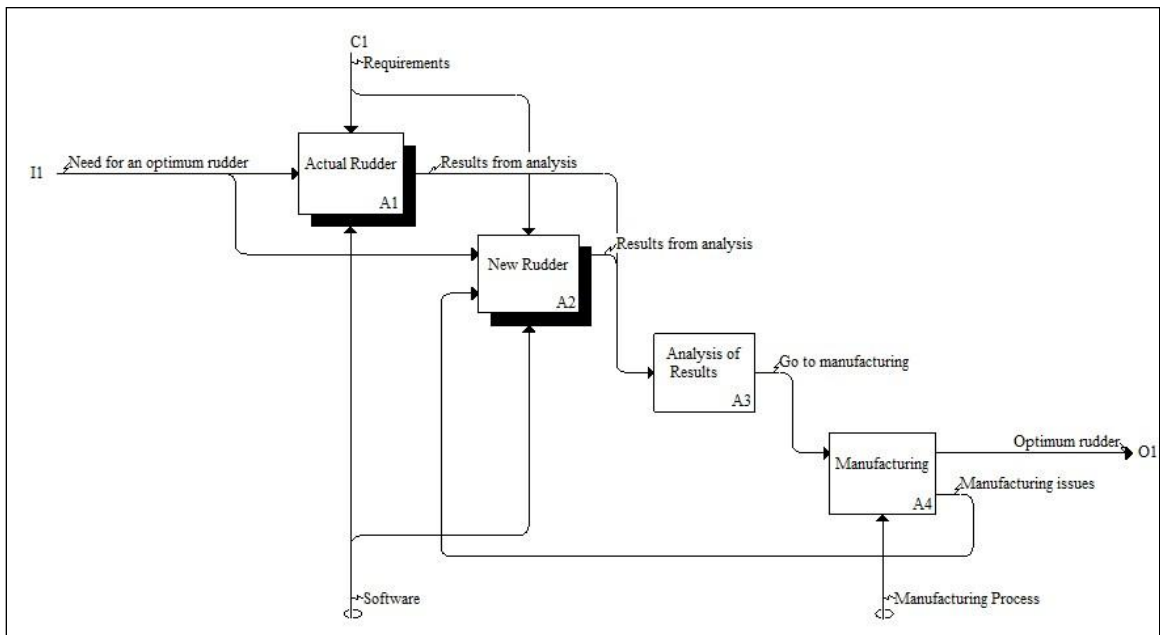 C1
Requirements
I1
Need for an optimum rudder
Actual Rudder
A1
Results from analysis
New Rudder
A2
Results from analysis
Analysis of
Results
A3
Go to manufacturing
Manufacturing
A4
Optimum rudder
O1
Manufacturing issues
Software
Manufacturing Process